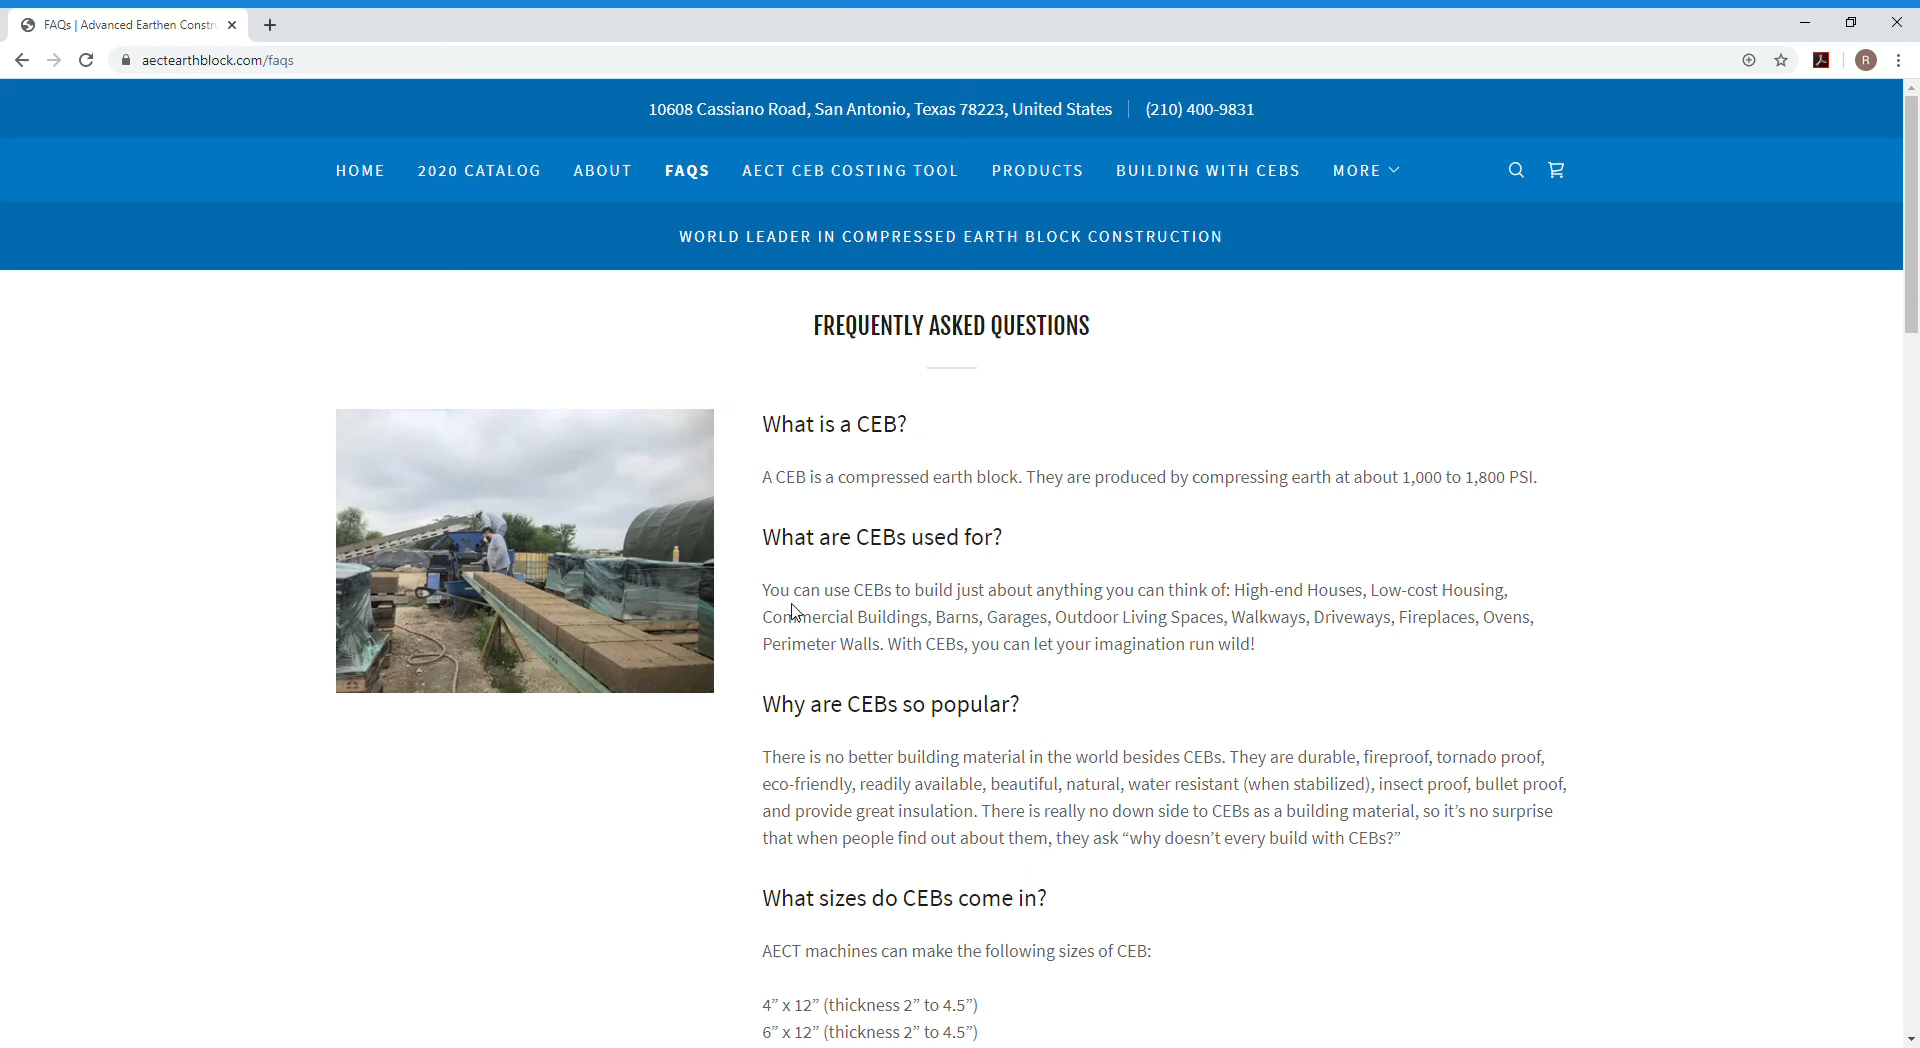 FAQs | Advanced Earthen Constru
aectearthblock.com/faqs
R
10608 Cassiano Road, San Antonio, Texas 78223, United States | (210) 400-9831
HOME 2020 CATALOG ABOUT FAQS AECT CEB COSTING TOOL PRODUCTS BUILDING WITH CEBS MORE
WORLD LEADER IN COMPRESSED EARTH BLOCK CONSTRUCTION
FREQUENTLY ASKED QUESTIONS
What is a CEB?
A CEB is a compressed earth block. They are produced by compressing earth at about 1,000 to 1,800 PSI.
What are CEBs used for?
You can use CEBs to build just about anything you can think of: High-end Houses, Low-cost Housing,
Commercial Buildings, Barns, Garages, Outdoor Living Spaces, Walkways, Driveways, Fireplaces, Ovens,
Perimeter Walls. With CEBs, you can let your imagination run wild!
Why are CEBs so popular?
There is no better building material in the world besides CEBs. They are durable, fireproof, tornado proof,
eco-friendly, readily available, beautiful, natural, water resistant (when stabilized), insect proof, bullet proof,
and provide great insulation. There is really no down side to CEBs as a building material, so it’s no surprise
that when people find out about them, they ask “why doesn’t every build with CEBs?”
What sizes do CEBs come in?
AECT machines can make the following sizes of CEB:
4” x 12” (thickness 2” to 4.5”)
6” x 12” (thickness 2” to 4.5”)